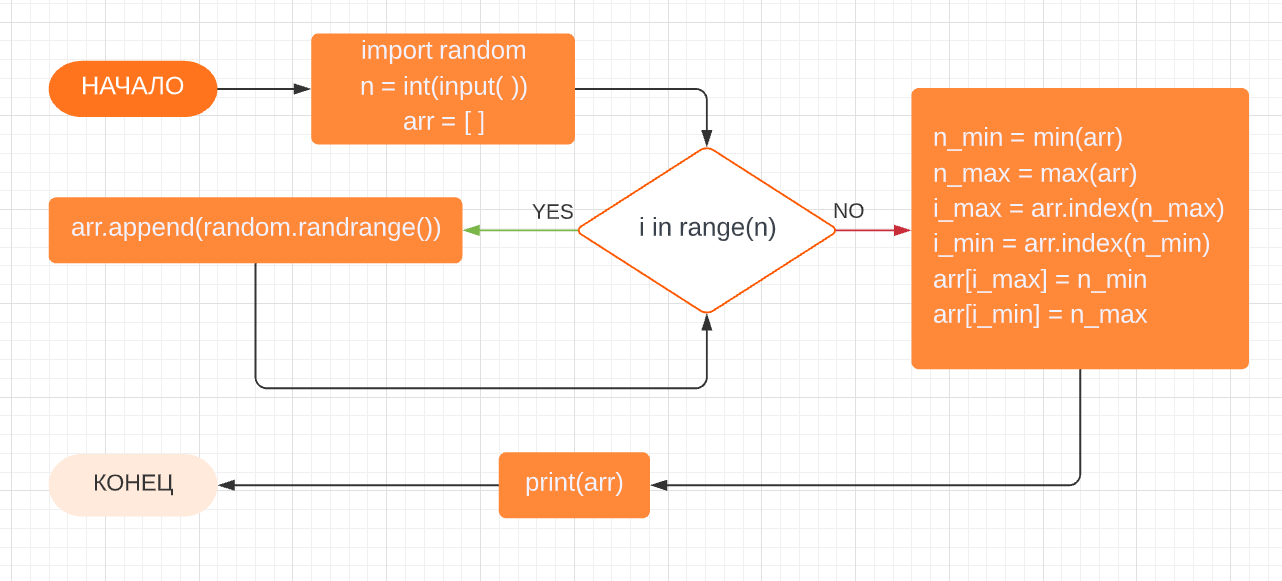 НАЧАЛО
import random
n = int(input( ))
arr = [ ]
i in range(n)
YES
arr.append(random.randrange())
NO
n_min = min(arr)
n_max = max(arr)
i_max = arr.index(n_max)
i_min = arr.index(n_min)
arr[i_max] = n_min
arr[i_min] = n_max
print(arr)
КОНЕЦ